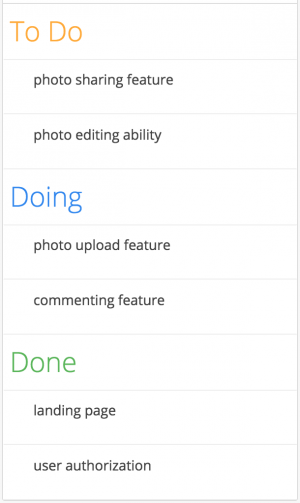 To Do
photo sharing feature
photo editing ability
Doing
photo upload feature
commenting feature
Done
landing page
user authorization